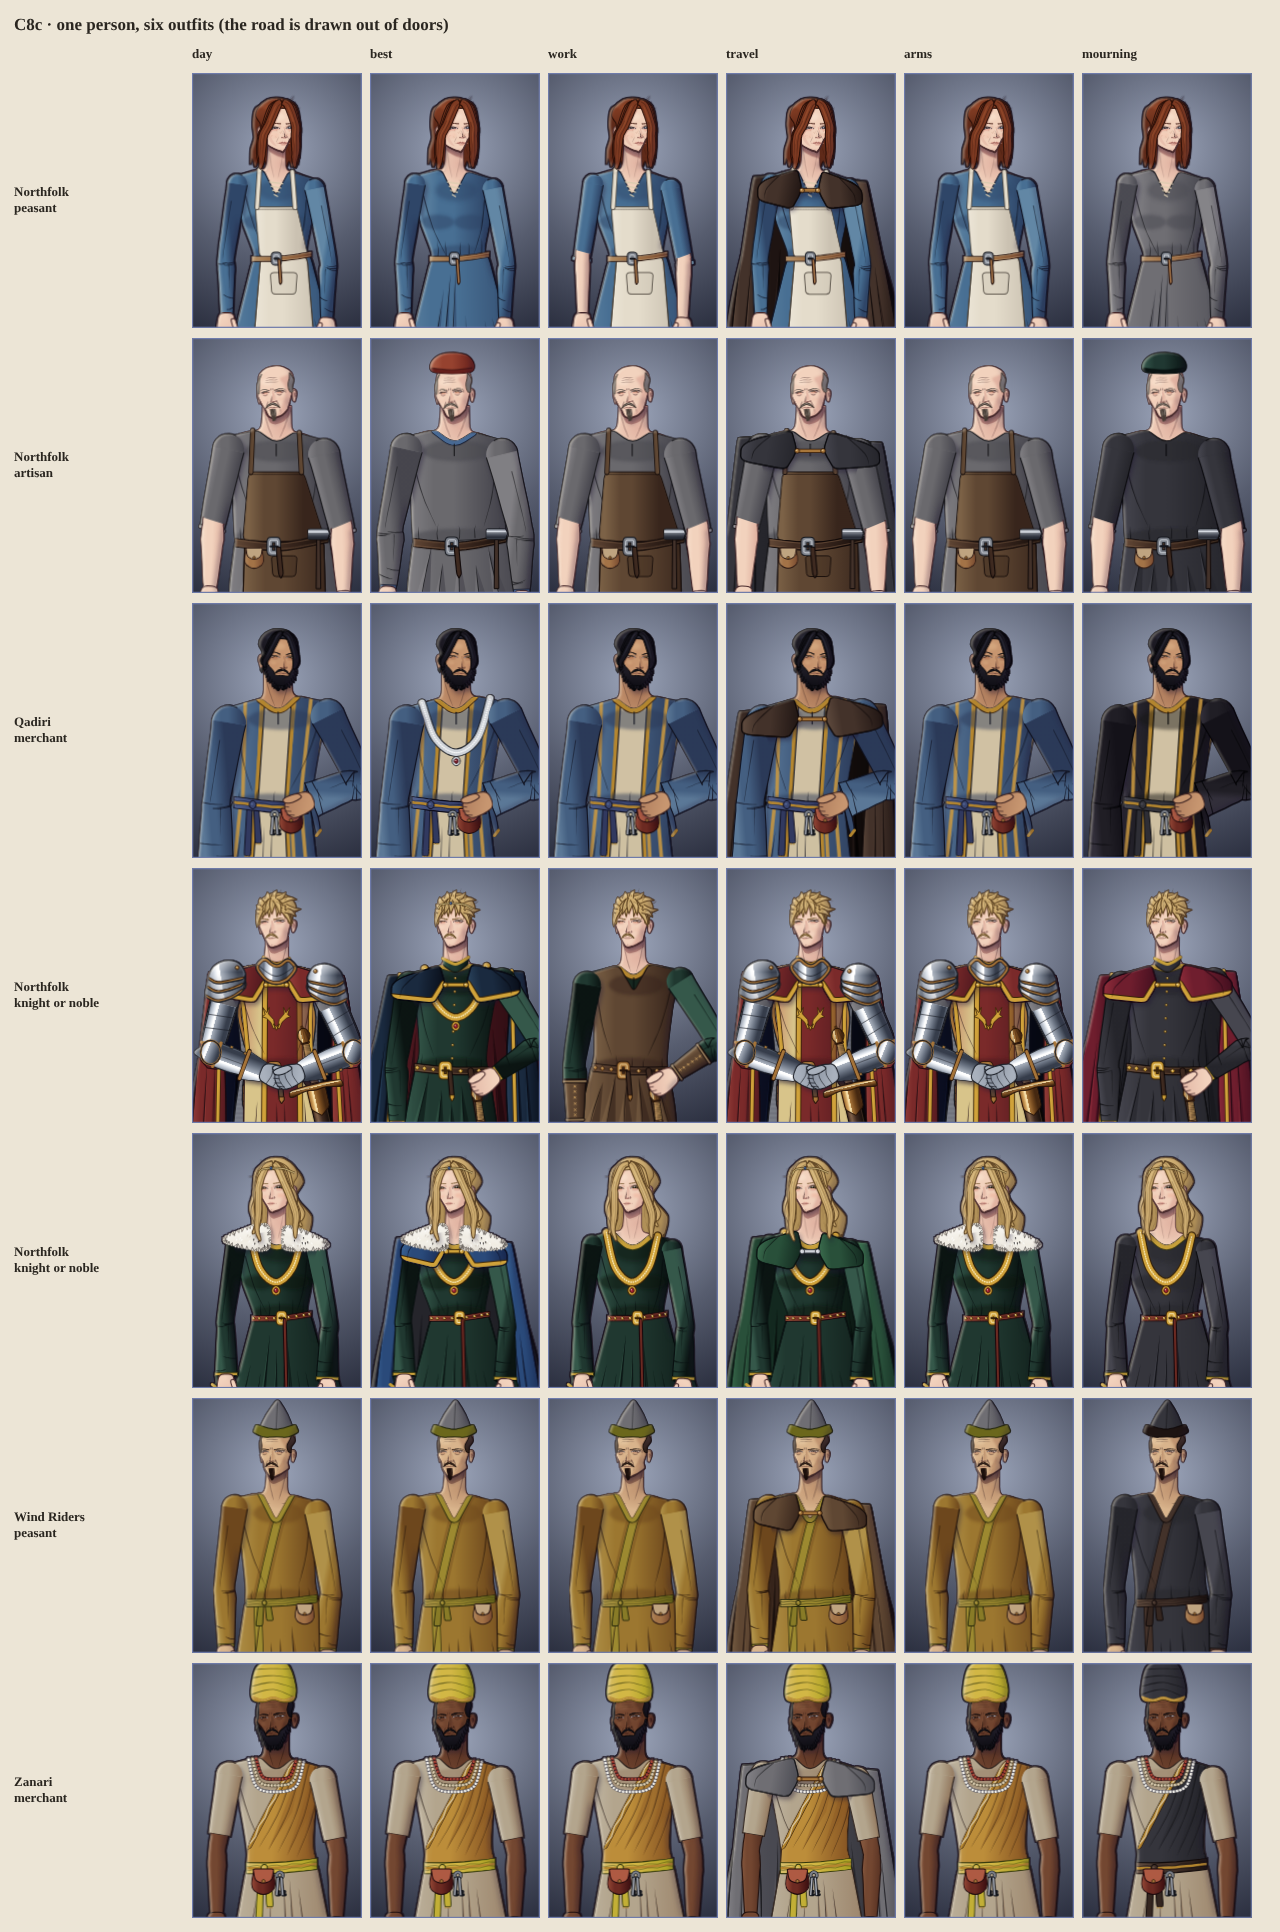 C8c · one person, six outfits (the road is drawn out of doors)
day best work travel arms mourning
Northfolk
peasant
Northfolk
artisan
Qadiri
merchant
Northfolk
knight or noble
Northfolk
knight or noble
Wind Riders
peasant
Zanari
merchant